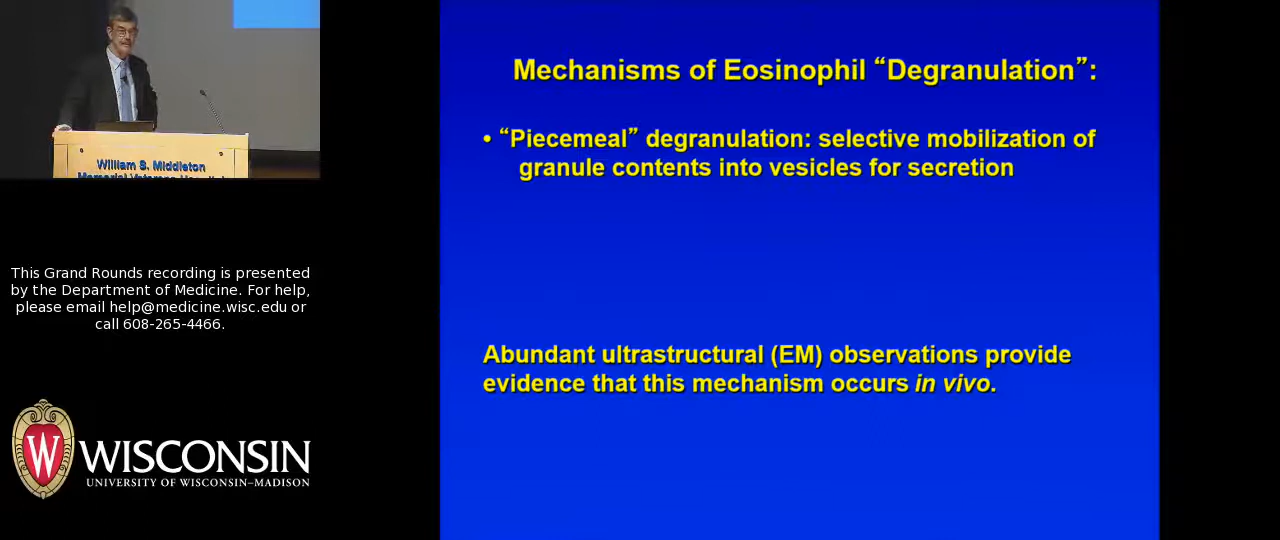 William S. Middleton
Memorial Veterans Hospital
This Grand Rounds recording is presented
by the Department of Medicine. For help,
please email help@medicine.wisc.edu or
call 608-265-4466.
W
WISCONSIN
UNIVERSITY OF WISCONSIN–MADISON
Mechanisms of Eosinophil “Degranulation”:
• “Piecemeal” degranulation: selective mobilization of
granule contents into vesicles for secretion
Abundant ultrastructural (EM) observations provide
evidence that this mechanism occurs in vivo.